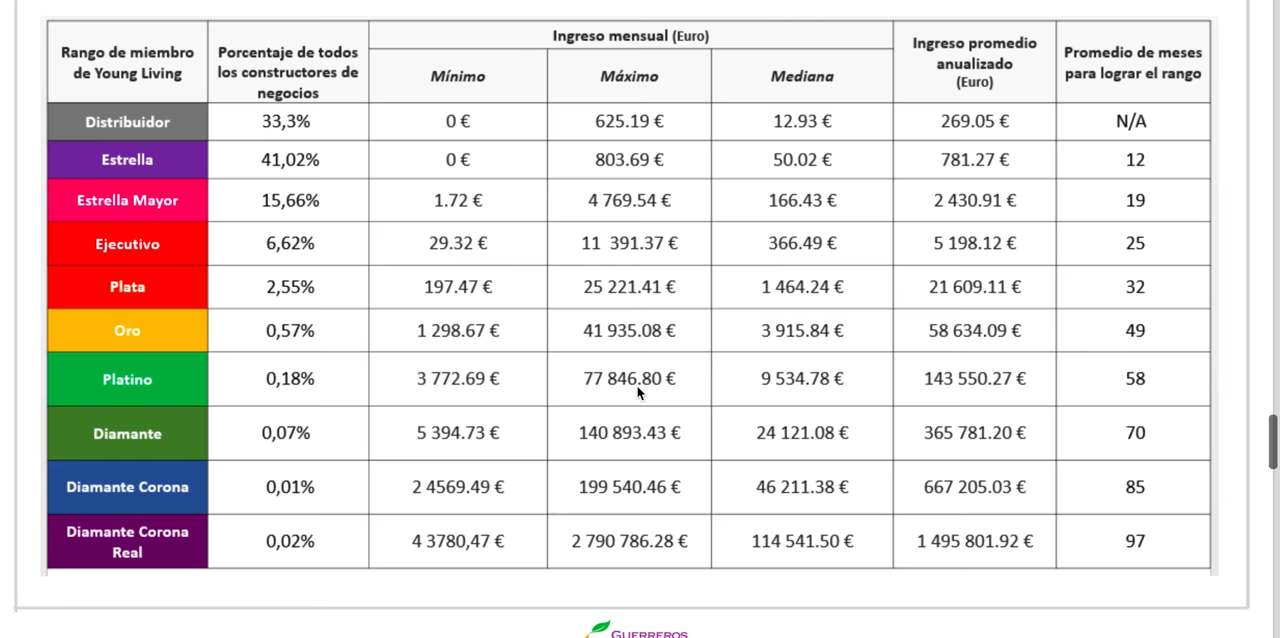 Rango de miembro de Young Living | Porcentaje de todos los constructores de negocios | Ingreso mensual (Euro) | Ingreso promedio anualizado (Euro) | Promedio de meses para lograr el rango
Mínimo | Máximo | Mediana
Distribuidor | 33,3% | 0 € | 625.19 € | 12.93 € | 269.05 € | N/A
Estrella | 41,02% | 0 € | 803.69 € | 50.02 € | 781.27 € | 12
Estrella Mayor | 15,66% | 1.72 € | 4 769.54 € | 166.43 € | 2 430.91 € | 19
Ejecutivo | 6,62% | 29.32 € | 11 391.37 € | 366.49 € | 5 198.12 € | 25
Plata | 2,55% | 197.47 € | 25 221.41 € | 1 464.24 € | 21 609.11 € | 32
Oro | 0,57% | 1 298.67 € | 41 935.08 € | 3 915.84 € | 58 634.09 € | 49
Platino | 0,18% | 3 772.69 € | 77 846.80 € | 9 534.78 € | 143 550.27 € | 58
Diamante | 0,07% | 5 394.73 € | 140 893.43 € | 24 121.08 € | 365 781.20 € | 70
Diamante Corona | 0,01% | 2 4569.49 € | 199 540.46 € | 46 211.38 € | 667 205.03 € | 85
Diamante Corona Real | 0,02% | 4 3780,47 € | 2 790 786.28 € | 114 541.50 € | 1 495 801.92 € | 97
GUERREROS